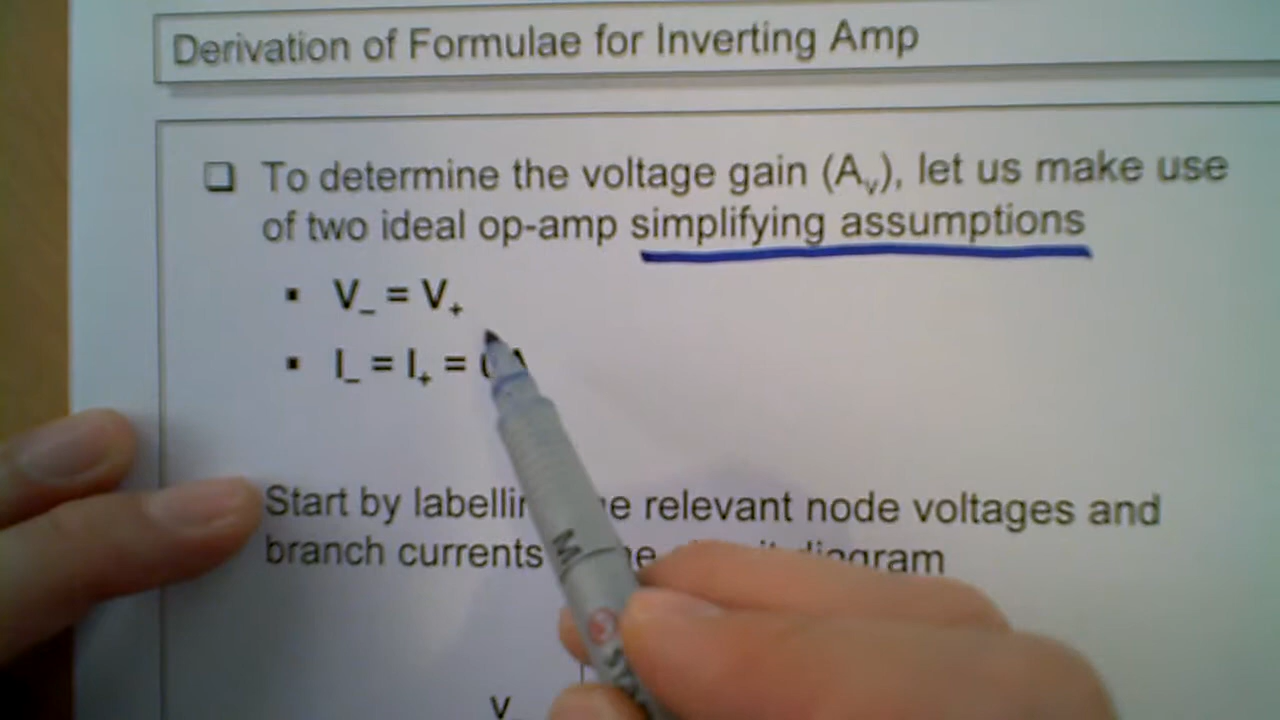 Derivation of Formulae for Inverting Amp
❑ To determine the voltage gain (Aᵥ), let us make use
of two ideal op-amp simplifying assumptions
▪ V₋ = V₊
▪ I₋ = I₊ =
Start by relevant node voltages and
branch currents
V